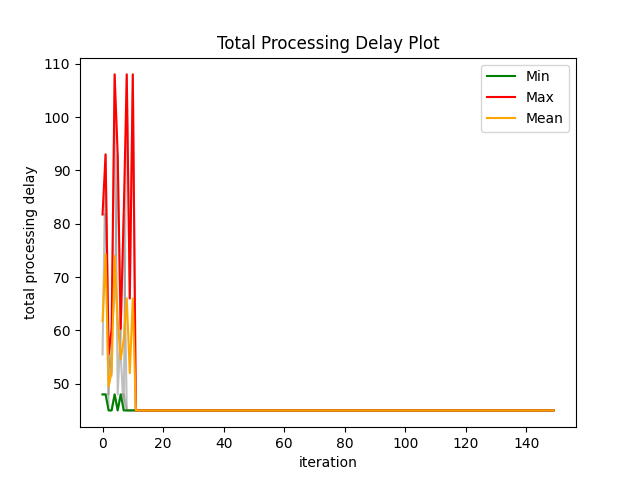 Total Processing Delay Plot
Min
Max
Mean
total processing delay
110
100
90
80
70
60
50
0 20 40 60 80 100 120 140
iteration